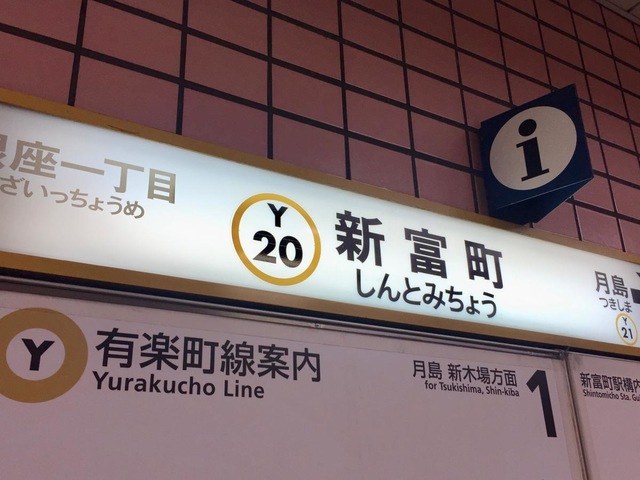 銀座一丁目
ざいっちょうめ
Y
20
新富町
しんとみちょう
i
月島
つきしま
Y
21
Y
有楽町線案内
Yurakucho Line
月島 新木場方面
for Tsukishima, Shin-kiba
1
新富町駅構内
Shintomicho Sta.